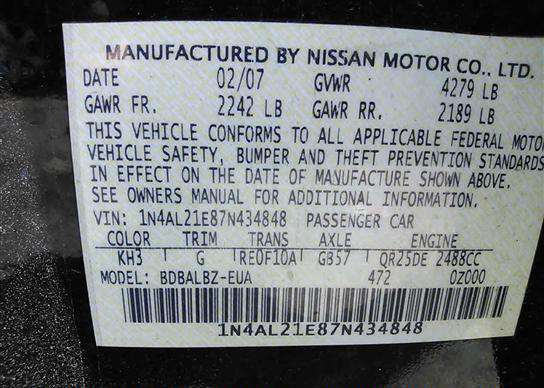 MANUFACTURED BY NISSAN MOTOR CO., LTD.
DATE 02/07 GVWR 4279 LB
GAWR FR. 2242 LB GAWR RR. 2189 LB
THIS VEHICLE CONFORMS TO ALL APPLICABLE FEDERAL MOTO
VEHICLE SAFETY, BUMPER AND THEFT PREVENTION STANDARDS
IN EFFECT ON THE DATE OF MANUFACTURE SHOWN ABOVE.
SEE OWNERS MANUAL FOR ADDITIONAL INFORMATION.
VIN: 1N4AL21E87N434848 PASSENGER CAR
COLOR TRIM TRANS AXLE ENGINE
KH3 G RE0F10A GB57 QR25DE 2488CC
MODEL: BDBALBZ-EUA 472 0Z000
1N4AL21E87N434848